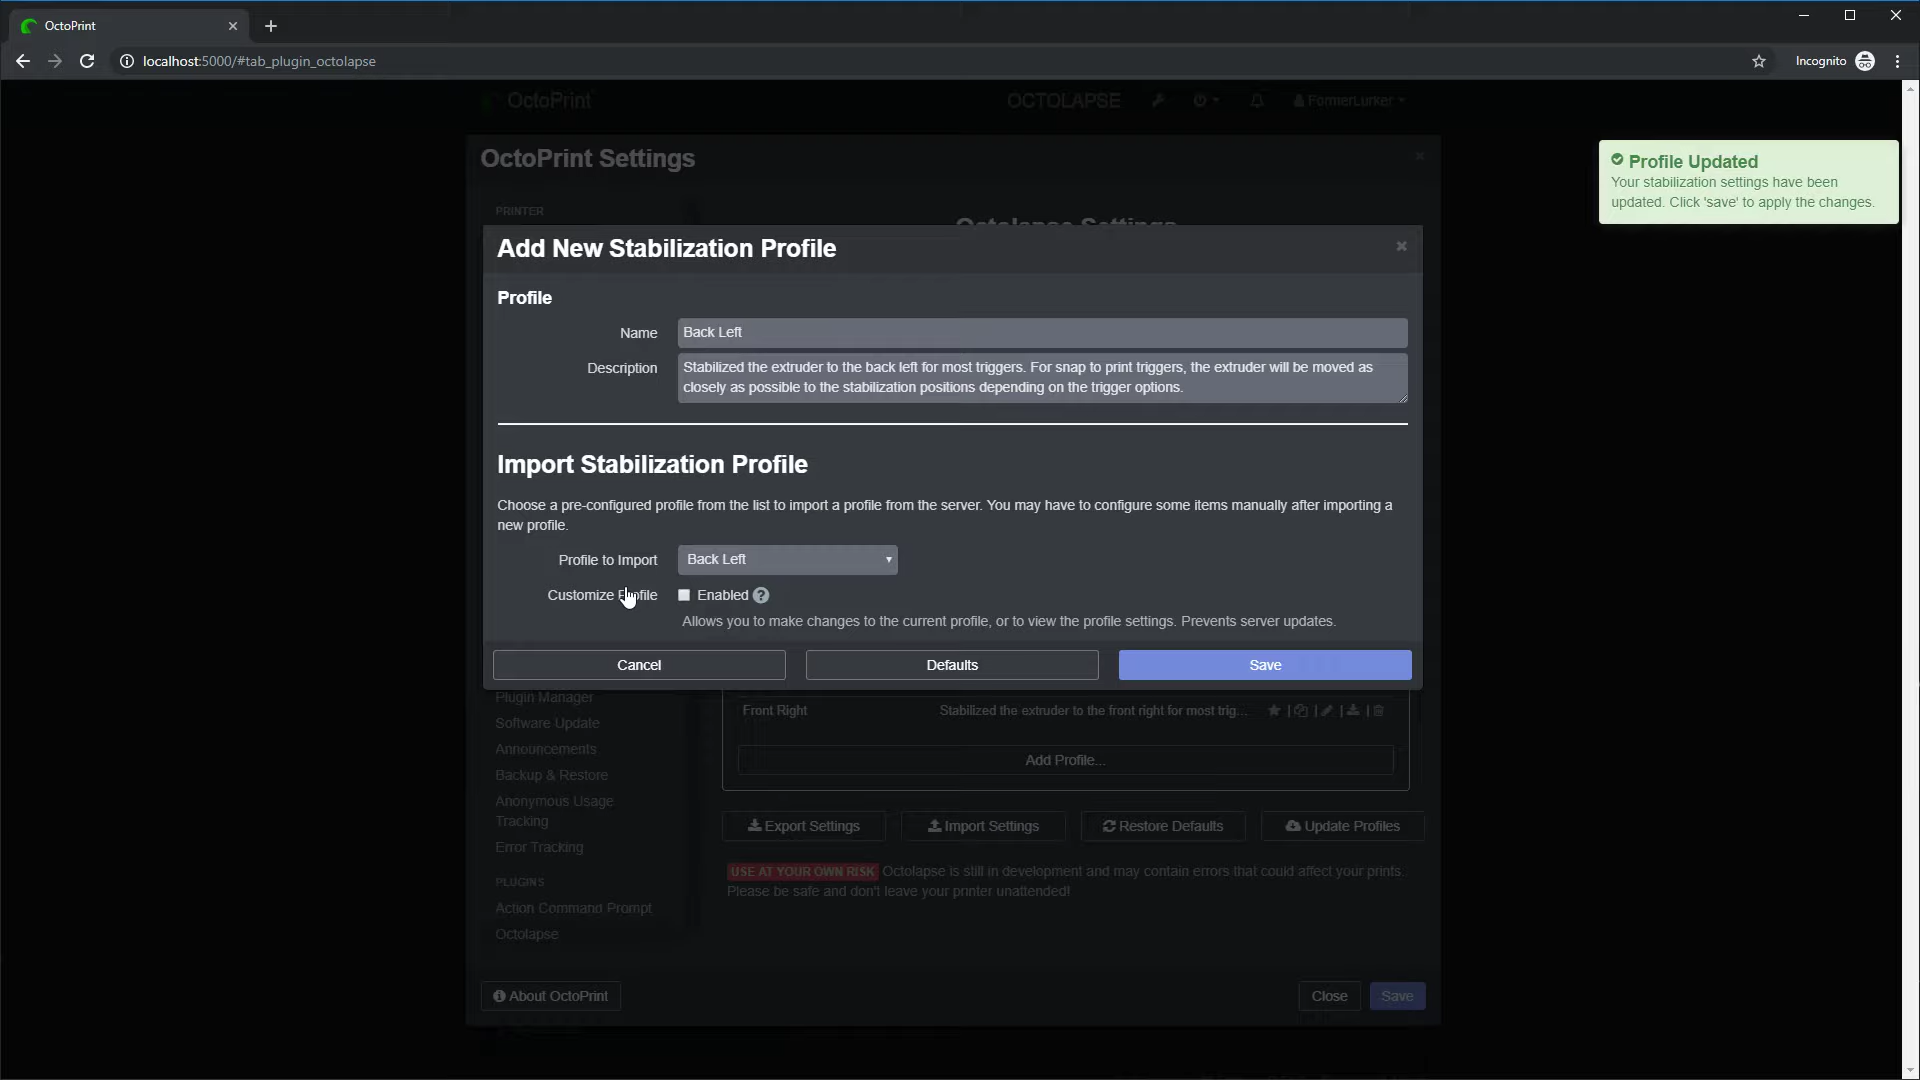 OctoPrint
localhost:5000/#tab_plugin_octolapse
Incognito
OctoPrint
OCTOLAPSE
FormerLurker
OctoPrint Settings
Profile Updated
Your stabilization settings have been
updated. Click 'save' to apply the changes.
PRINTER
Octolapse Settings
Add New Stabilization Profile
Profile
Name
Back Left
Description
Stabilized the extruder to the back left for most triggers. For snap to print triggers, the extruder will be moved as
closely as possible to the stabilization positions depending on the trigger options.
Import Stabilization Profile
Choose a pre-configured profile from the list to import a profile from the server. You may have to configure some items manually after importing a
new profile.
Profile to Import
Back Left
Customize Profile
Enabled
Allows you to make changes to the current profile, or to view the profile settings. Prevents server updates.
Cancel
Defaults
Save
Plugin Manager
Front Right
Stabilized the extruder to the front right for most trig...
Software Update
Announcements
Add Profile...
Backup & Restore
Anonymous Usage
Tracking
Export Settings
Import Settings
Restore Defaults
Update Profiles
Error Tracking
USE AT YOUR OWN RISK Octolapse is still in development and may contain errors that could affect your prints.
Please be safe and don't leave your printer unattended!
PLUGINS
Action Command Prompt
Octolapse
About OctoPrint
Close
Save